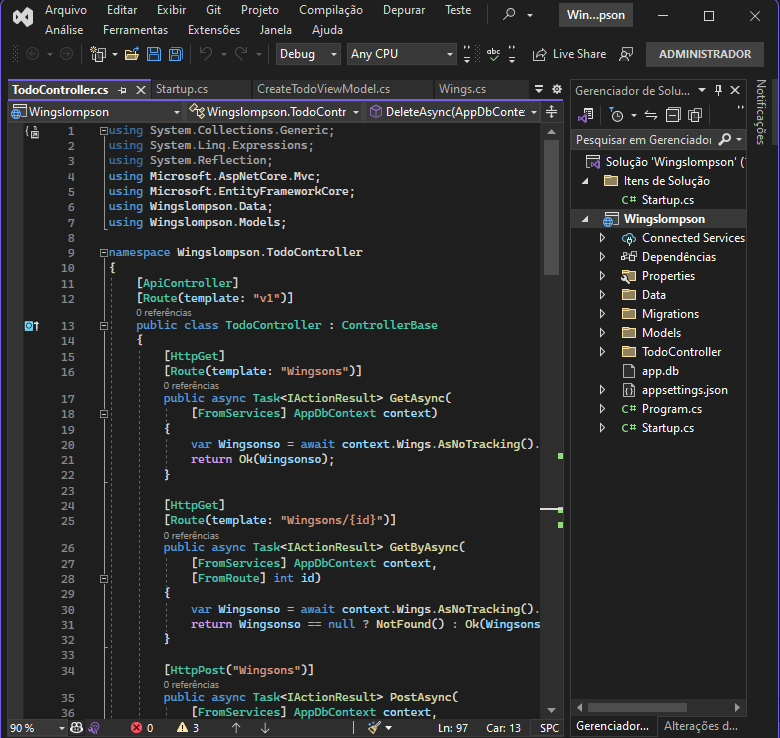 Arquivo Editar Exibir Git Projeto Compilação Depurar Teste
Análise Ferramentas Extensões Janela Ajuda
Win...pson
Debug Any CPU Live Share ADMINISTRADOR
TodoController.cs Startup.cs CreateTodoViewModel.cs Wings.cs
Wingslompson Wingslompson.TodoContr DeleteAsync(AppDbConte:
1 using System.Collections.Generic;
2 using System.Linq.Expressions;
3 using System.Reflection;
4 using Microsoft.AspNetCore.Mvc;
5 using Microsoft.EntityFrameworkCore;
6 using Wingslompson.Data;
7 using Wingslompson.Models;
8
9 namespace Wingslompson.TodoController
10 {
11 [ApiController]
12 [Route(template: "v1")]
0 referências
13 public class TodoController : ControllerBase
14 {
15 [HttpGet]
16 [Route(template: "Wingsons")]
0 referências
17 public async Task<IActionResult> GetAsync(
18 [FromServices] AppDbContext context)
19 {
20 var Wingsonso = await context.Wings.AsNoTracking().
21 return Ok(Wingsonso);
22 }
23
24 [HttpGet]
25 [Route(template: "Wingsons/{id}")]
0 referências
26 public async Task<IActionResult> GetByAsync(
27 [FromServices] AppDbContext context,
28 [FromRoute] int id)
29 {
30 var Wingsonso = await context.Wings.AsNoTracking().
31 return Wingsonso == null ? NotFound() : Ok(Wingsons
32 }
33
34 [HttpPost("Wingsons")]
0 referências
35 public async Task<IActionResult> PostAsync(
36 [FromServices] AppDbContext context,
90 % 0 3 Ln: 97 Car: 13 SPC
Gerenciador de Solu...
Pesquisar em Gerenciador
Solução 'Wingslompson' (
Itens de Solução
C# Startup.cs
Wingslompson
Connected Services
Dependências
Properties
Data
Migrations
Models
TodoController
app.db
appsettings.json
C# Program.cs
C# Startup.cs
Gerenciador... Alterações d...
Notificações